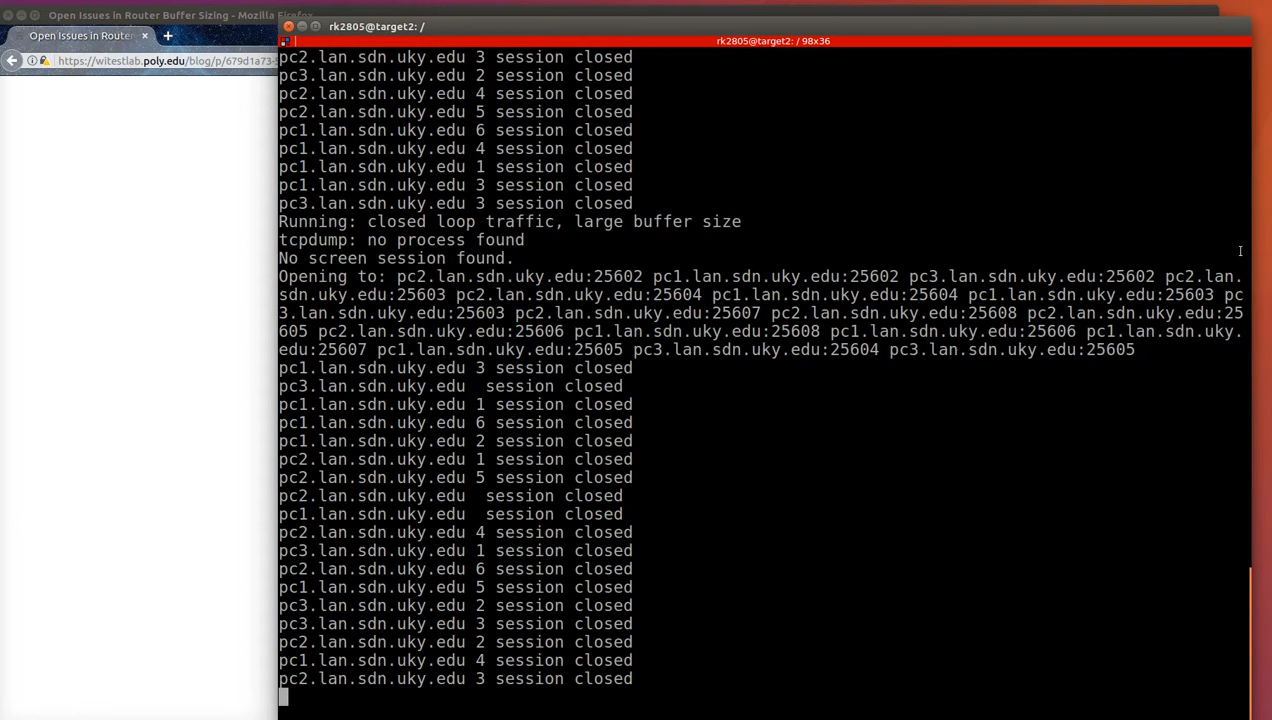 Open Issues in Router Buffer Sizing - Mozilla Firefox
rk2805@target2: /
Open Issues in Router
rk2805@target2: / 98x36
https://witestlab.poly.edu/blog/p/679d1a73-5
pc2.lan.sdn.uky.edu 3 session closed
pc3.lan.sdn.uky.edu 2 session closed
pc2.lan.sdn.uky.edu 4 session closed
pc2.lan.sdn.uky.edu 5 session closed
pc1.lan.sdn.uky.edu 6 session closed
pc1.lan.sdn.uky.edu 4 session closed
pc1.lan.sdn.uky.edu 1 session closed
pc1.lan.sdn.uky.edu 3 session closed
pc3.lan.sdn.uky.edu 3 session closed
Running: closed loop traffic, large buffer size
tcpdump: no process found
No screen session found.
Opening to: pc2.lan.sdn.uky.edu:25602 pc1.lan.sdn.uky.edu:25602 pc3.lan.sdn.uky.edu:25602 pc2.lan.
sdn.uky.edu:25603 pc2.lan.sdn.uky.edu:25604 pc1.lan.sdn.uky.edu:25604 pc1.lan.sdn.uky.edu:25603 pc
3.lan.sdn.uky.edu:25603 pc2.lan.sdn.uky.edu:25607 pc2.lan.sdn.uky.edu:25608 pc2.lan.sdn.uky.edu:25
605 pc2.lan.sdn.uky.edu:25606 pc1.lan.sdn.uky.edu:25608 pc1.lan.sdn.uky.edu:25606 pc1.lan.sdn.uky.
edu:25607 pc1.lan.sdn.uky.edu:25605 pc3.lan.sdn.uky.edu:25604 pc3.lan.sdn.uky.edu:25605
pc1.lan.sdn.uky.edu 3 session closed
pc3.lan.sdn.uky.edu  session closed
pc1.lan.sdn.uky.edu 1 session closed
pc1.lan.sdn.uky.edu 6 session closed
pc1.lan.sdn.uky.edu 2 session closed
pc2.lan.sdn.uky.edu 1 session closed
pc2.lan.sdn.uky.edu 5 session closed
pc2.lan.sdn.uky.edu  session closed
pc1.lan.sdn.uky.edu  session closed
pc2.lan.sdn.uky.edu 4 session closed
pc3.lan.sdn.uky.edu 1 session closed
pc2.lan.sdn.uky.edu 6 session closed
pc1.lan.sdn.uky.edu 5 session closed
pc3.lan.sdn.uky.edu 2 session closed
pc3.lan.sdn.uky.edu 3 session closed
pc2.lan.sdn.uky.edu 2 session closed
pc1.lan.sdn.uky.edu 4 session closed
pc2.lan.sdn.uky.edu 3 session closed